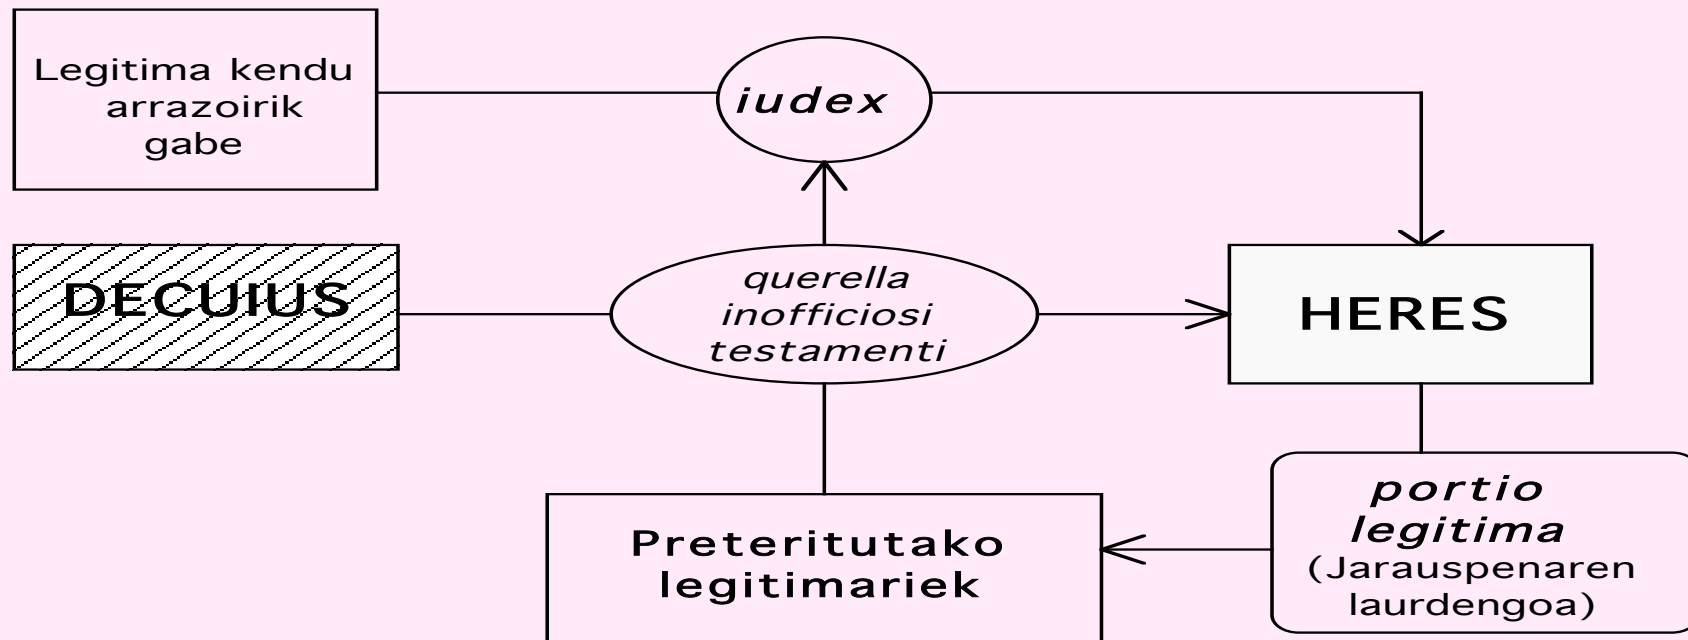 Legitima kendu
arrazoirik
gabe
iudex
DECUIUS
querella
inofficiosi
testamenti
HERES
Preteritutako
legitimariek
portio
legitima
(Jarauspenaren
laurdengoa)